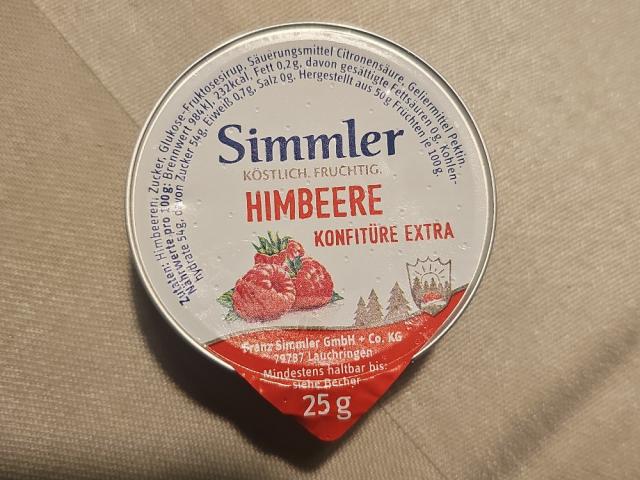 Zutaten: Himbeeren, Zucker, Glukose-Fruktosesirup, Säuerungsmittel Citronensäure, Geliermittel Pektin.
Nährwerte pro 100g: Brennwert 984kJ, 232kcal, Fett 0,2g, davon gesättigte Fettsäuren 0g, Kohlen-
hydrate 54g, davon Zucker 54g, Eiweiß 0,7g, Salz 0g. Hergestellt aus 50g Früchten je 100g.
Simmler
KÖSTLICH. FRUCHTIG.
HIMBEERE
KONFITÜRE EXTRA
Franz Simmler GmbH + Co. KG
79787 Lauchringen
Mindestens haltbar bis:
siehe Becher
25 g